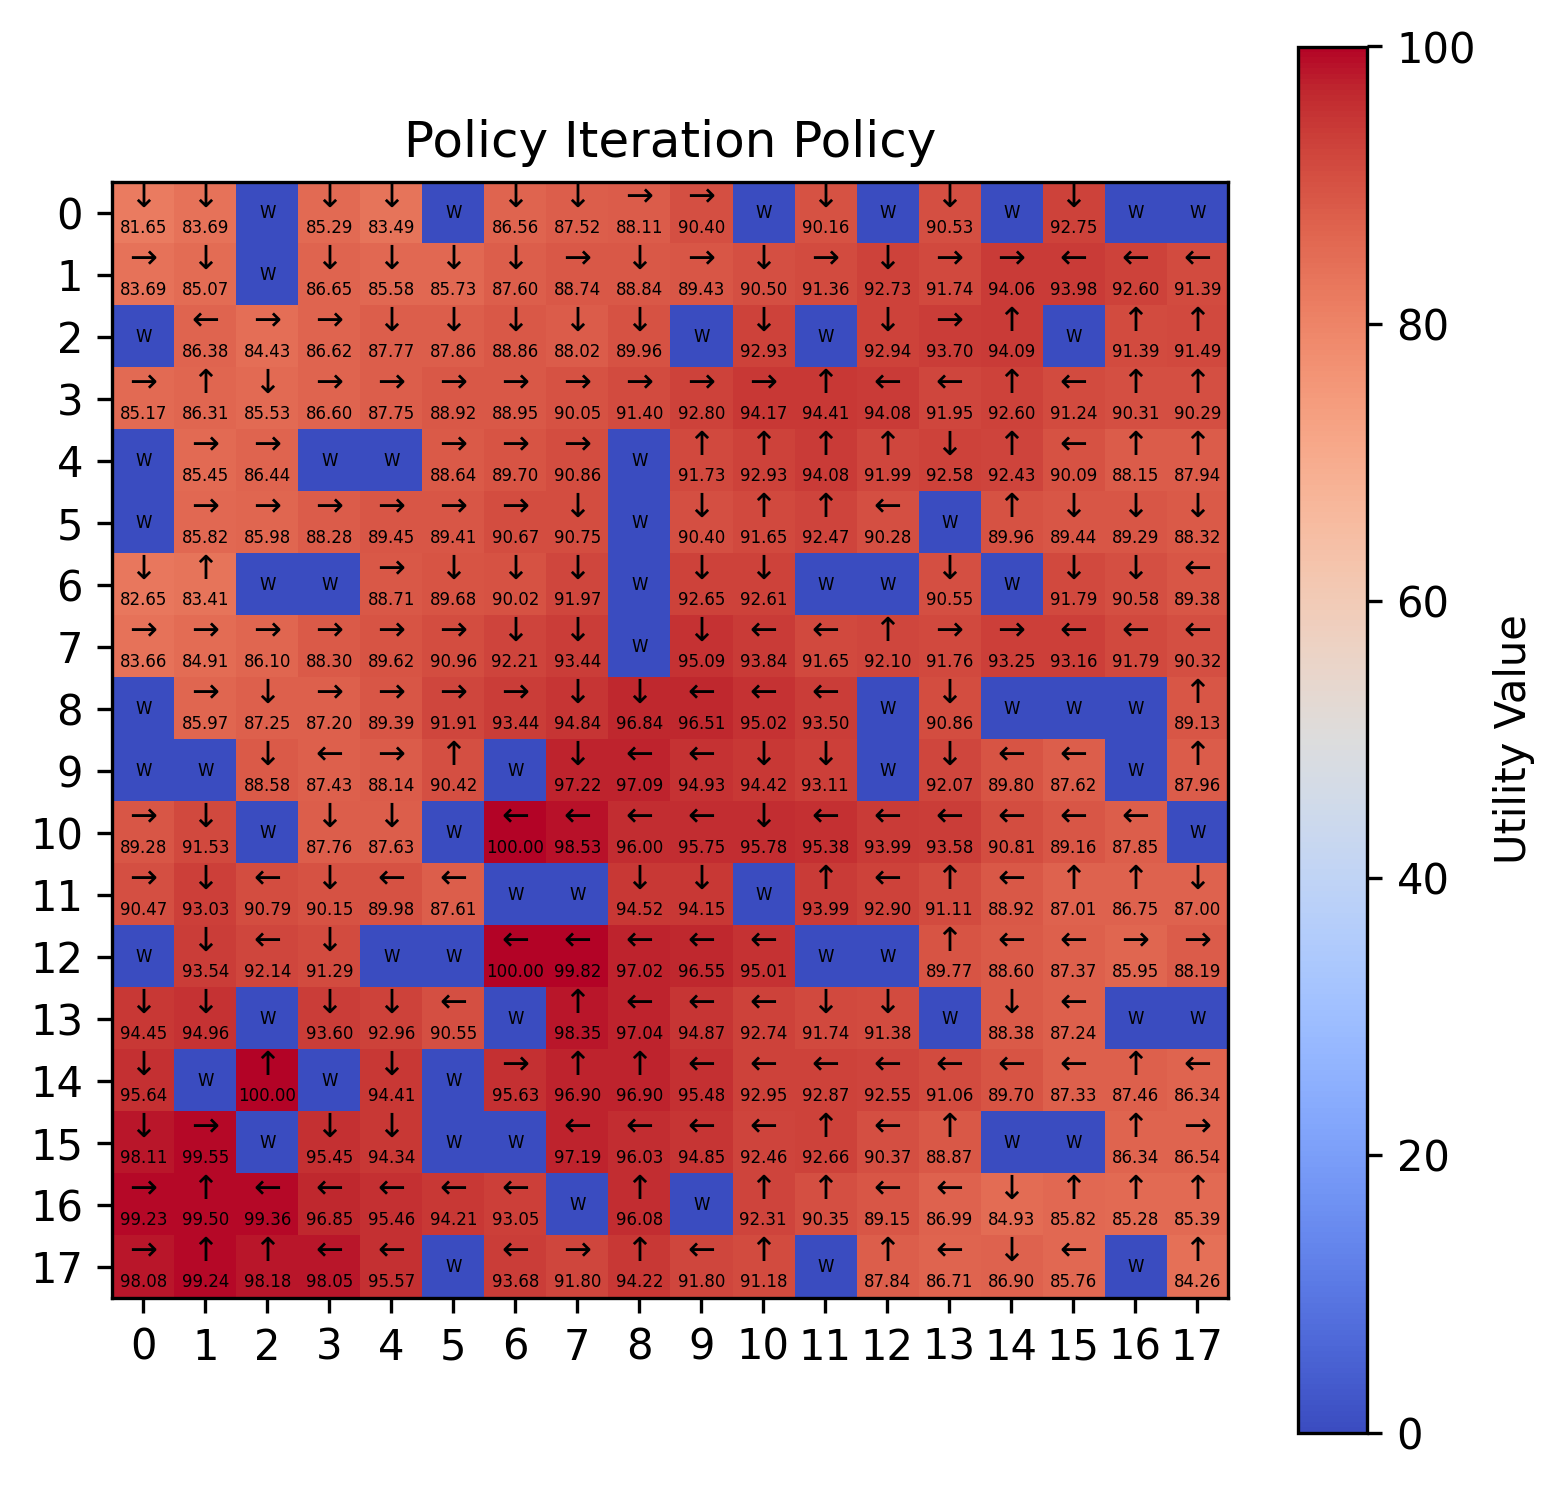 Policy Iteration Policy
0 ↓ ↓ W ↓ ↓ W ↓ ↓ → → W ↓ W ↓ W ↓ W W
81.65 83.69 85.29 83.49 86.56 87.52 88.11 90.40 90.16 90.53 92.75
1 → ↓ W ↓ ↓ ↓ ↓ → ↓ → ↓ → ↓ → → ← ← ←
83.69 85.07 86.65 85.58 85.73 87.60 88.74 88.84 89.43 90.50 91.36 92.73 91.74 94.06 93.98 92.60 91.39
2 W ← → → ↓ ↓ ↓ ↓ ↓ W ↓ W ↓ → ↑ W ↑ ↑
86.38 84.43 86.62 87.77 87.86 88.86 88.02 89.96 92.93 92.94 93.70 94.09 91.39 91.49
3 → ↑ ↓ → → → → → → → → ↑ ← ← ↑ ← ↑ ↑
85.17 86.31 85.53 86.60 87.75 88.92 88.95 90.05 91.40 92.80 94.17 94.41 94.08 91.95 92.60 91.24 90.31 90.29
4 W → → W W → → → W ↑ ↑ ↑ ↑ ↓ ↑ ← ↑ ↑
85.45 86.44 88.64 89.70 90.86 91.73 92.93 94.08 91.99 92.58 92.43 90.09 88.15 87.94
5 W → → → → → → ↓ W ↓ ↑ ↑ ← W ↑ ↓ ↓ ↓
85.82 85.98 88.28 89.45 89.41 90.67 90.75 90.40 91.65 92.47 90.28 89.96 89.44 89.29 88.32
6 ↓ ↑ W W → ↓ ↓ ↓ W ↓ ↓ W W ↓ W ↓ ↓ ←
82.65 83.41 88.71 89.68 90.02 91.97 92.65 92.61 90.55 91.79 90.58 89.38
7 → → → → → → ↓ ↓ W ↓ ← ← ↑ → → ← ← ←
83.66 84.91 86.10 88.30 89.62 90.96 92.21 93.44 95.09 93.84 91.65 92.10 91.76 93.25 93.16 91.79 90.32
8 W → ↓ → → → → ↓ ↓ ← ← ← W ↓ W W W ↑
85.97 87.25 87.20 89.39 91.91 93.44 94.84 96.84 96.51 95.02 93.50 90.86 89.13
9 W W ↓ ← → ↑ W ↓ ← ← ↓ ↓ W ↓ ← ← W ↑
88.58 87.43 88.14 90.42 97.22 97.09 94.93 94.42 93.11 92.07 89.80 87.62 87.96
10 → ↓ W ↓ ↓ W ← ← ← ← ↓ ← ← ← ← ← ← W
89.28 91.53 87.76 87.63 100.00 98.53 96.00 95.75 95.78 95.38 93.99 93.58 90.81 89.16 87.85
11 → ↓ ← ↓ ← ← W W ↓ ↓ W ↑ ← ↑ ← ↑ ↑ ↓
90.47 93.03 90.79 90.15 89.98 87.61 94.52 94.15 93.99 92.90 91.11 88.92 87.01 86.75 87.00
12 W ↓ ← ↓ W W ← ← ← ← ← W W ↑ ← ← → →
93.54 92.14 91.29 100.00 99.82 97.02 96.55 95.01 89.77 88.60 87.37 85.95 88.19
13 ↓ ↓ W ↓ ↓ ← W ↑ ← ← ← ↓ ↓ W ↓ ← W W
94.45 94.96 93.60 92.96 90.55 98.35 97.04 94.87 92.74 91.74 91.38 88.38 87.24
14 ↓ W ↑ W ↓ W → ↑ ↑ ← ← ← ← ← ← ← ↑ ←
95.64 100.00 94.41 95.63 96.90 96.90 95.48 92.95 92.87 92.55 91.06 89.70 87.33 87.46 86.34
15 ↓ → W ↓ ↓ W W ← ← ← ← ↑ ← ↑ W W ↑ →
98.11 99.55 95.45 94.34 97.19 96.03 94.85 92.46 92.66 90.37 88.87 86.34 86.54
16 → ↑ ← ← ← ← ← W ↑ W ↑ ↑ ← ← ↓ ↑ ↑ ↑
99.23 99.50 99.36 96.85 95.46 94.21 93.05 96.08 92.31 90.35 89.15 86.99 84.93 85.82 85.28 85.39
17 → ↑ ↑ ← ← W ← → ↑ ← ↑ W ↑ ← ↓ ← W ↑
98.08 99.24 98.18 98.05 95.57 93.68 91.80 94.22 91.80 91.18 87.84 86.71 86.90 85.76 84.26
0 1 2 3 4 5 6 7 8 9 10 11 12 13 14 15 16 17
100
80
60
40
20
0
Utility Value